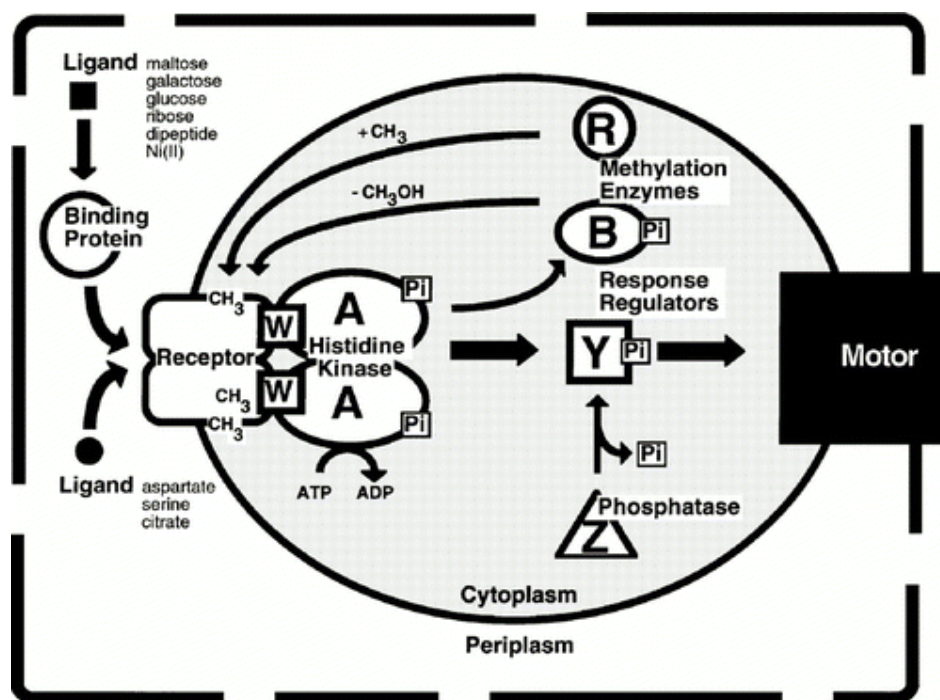 Ligand maltose
galactose
glucose
ribose
dipeptide
Ni(II)
Binding
Protein
+CH3
-CH3OH
R
Methylation
Enzymes
B
Pi
Response
Regulators
CH3
W
A
Pi
Receptor
Histidine
Kinase
CH3
CH3
W
A
Pi
Y
Pi
Motor
Pi
ATP
ADP
Ligand aspartate
serine
citrate
Phosphatase
Z
Cytoplasm
Periplasm